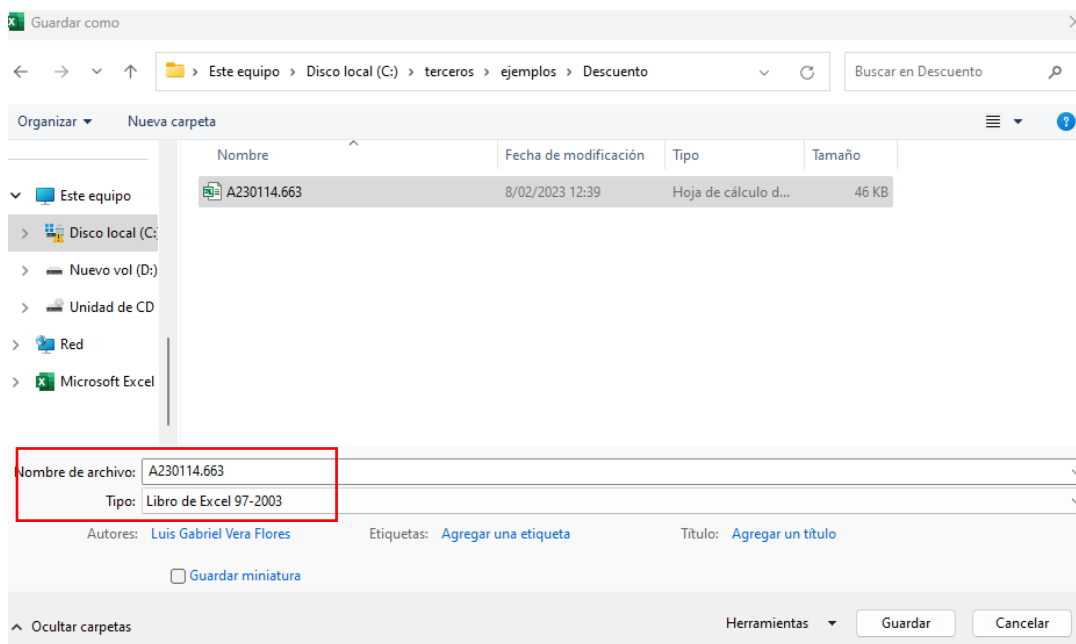 Guardar como
Este equipo > Disco local (C:) > terceros > ejemplos > Descuento
Buscar en Descuento
Organizar
Nueva carpeta
Nombre
Fecha de modificación
Tipo
Tamaño
Este equipo
A230114.663
8/02/2023 12:39
Hoja de cálculo d...
46 KB
Disco local (C:
Nuevo vol (D:)
Unidad de CD
Red
Microsoft Excel
Nombre de archivo: A230114.663
Tipo: Libro de Excel 97-2003
Autores: Luis Gabriel Vera Flores
Etiquetas: Agregar una etiqueta
Título: Agregar un título
Guardar miniatura
Ocultar carpetas
Herramientas
Guardar
Cancelar